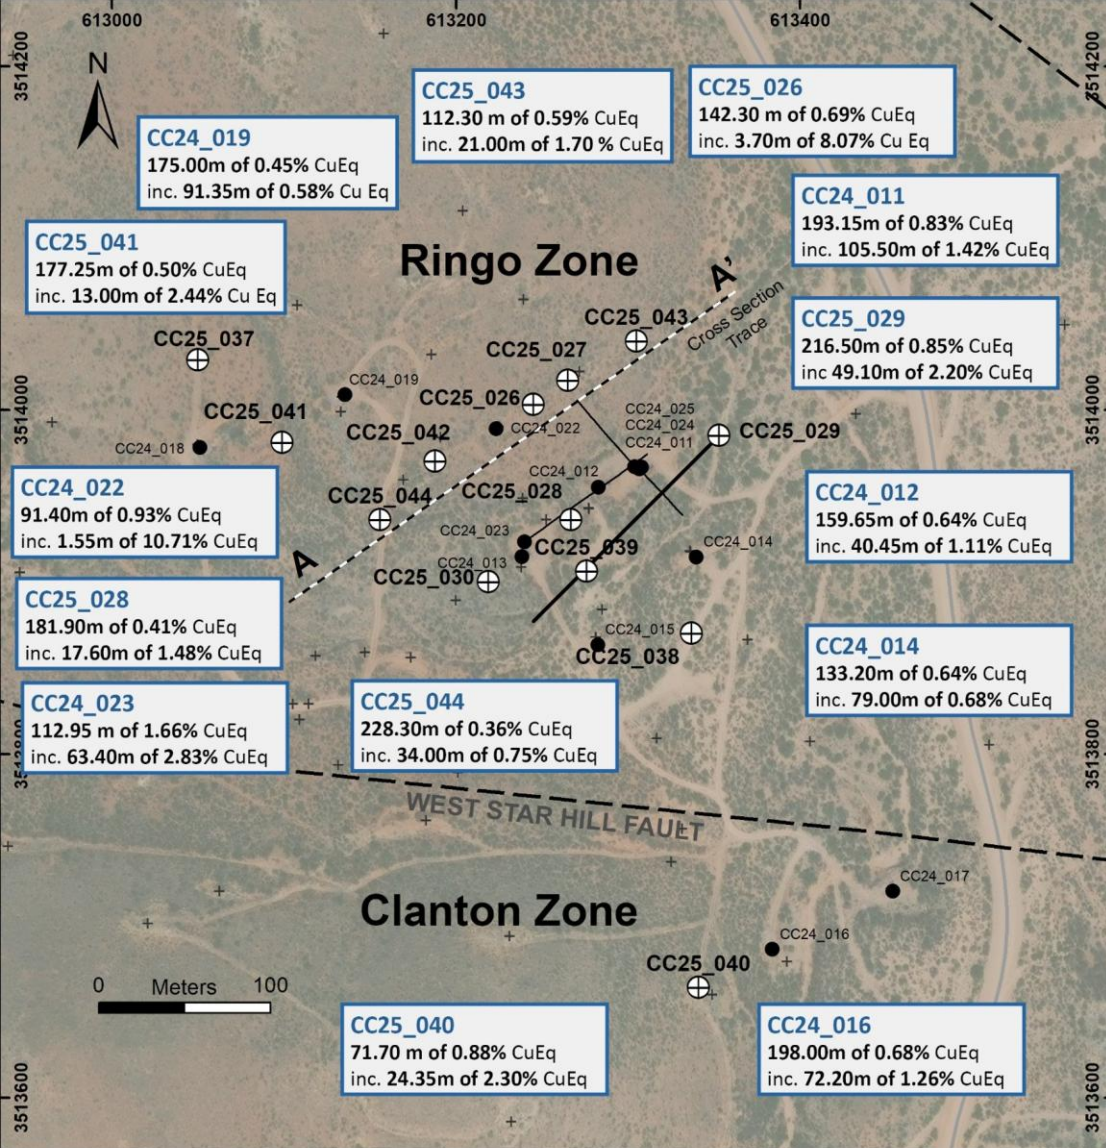 613000
613200
613400
3514200
3514200
N
CC25_043
112.30 m of 0.59% CuEq
inc. 21.00m of 1.70 % CuEq
CC25_026
142.30 m of 0.69% CuEq
inc. 3.70m of 8.07% Cu Eq
CC24_019
175.00m of 0.45% CuEq
inc. 91.35m of 0.58% Cu Eq
CC24_011
193.15m of 0.83% CuEq
inc. 105.50m of 1.42% CuEq
CC25_041
177.25m of 0.50% CuEq
inc. 13.00m of 2.44% Cu Eq
Ringo Zone
A'
Cross Section
Trace
CC25_029
216.50m of 0.85% CuEq
inc 49.10m of 2.20% CuEq
CC25_043
CC25_037
CC25_027
CC24_019
CC25_026
3514000
3514000
CC25_041
CC24_025
CC24_024
CC24_011
CC24_022
CC25_042
CC25_029
CC24_018
CC24_012
CC25_044
CC25_028
CC24_022
91.40m of 0.93% CuEq
inc. 1.55m of 10.71% CuEq
CC24_012
159.65m of 0.64% CuEq
inc. 40.45m of 1.11% CuEq
CC24_023
CC25_039
CC24_014
A
CC24_013
CC25_030
CC25_028
181.90m of 0.41% CuEq
inc. 17.60m of 1.48% CuEq
CC24_015
CC25_038
CC24_014
133.20m of 0.64% CuEq
inc. 79.00m of 0.68% CuEq
CC24_023
112.95 m of 1.66% CuEq
inc. 63.40m of 2.83% CuEq
CC25_044
228.30m of 0.36% CuEq
inc. 34.00m of 0.75% CuEq
3513800
3513800
WEST STAR HILL FAULT
CC24_017
Clanton Zone
CC24_016
CC25_040
0 Meters 100
CC25_040
71.70 m of 0.88% CuEq
inc. 24.35m of 2.30% CuEq
CC24_016
198.00m of 0.68% CuEq
inc. 72.20m of 1.26% CuEq
3513600
3513600